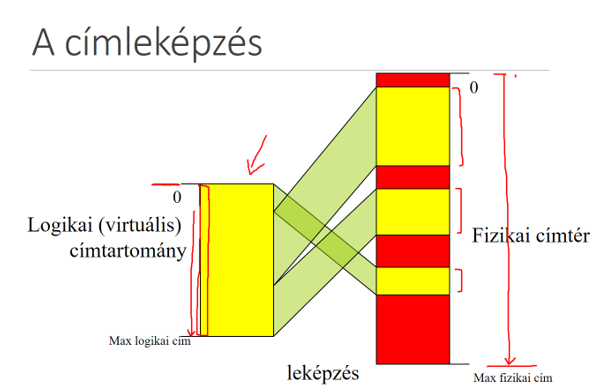 A címleképzés
0
0
Logikai (virtuális)
címtartomány
Fizikai címtér
Max logikai cím
leképzés
Max fizikai cím